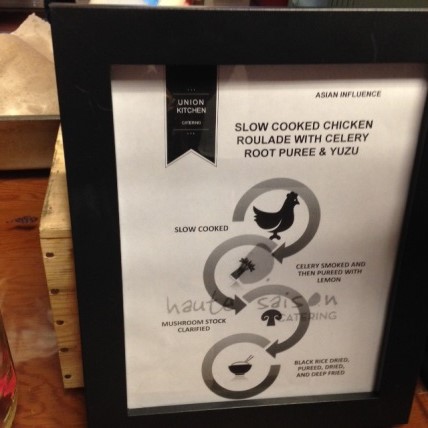 UNION
KITCHEN
ASIAN INFLUENCE
SLOW COOKED CHICKEN
ROULADE WITH CELERY
ROOT PUREE & YUZU
SLOW COOKED
CELERY SMOKED AND
THEN PUREED WITH
LEMON
haute saison
CATERING
MUSHROOM STOCK
CLARIFIED
BLACK RICE DRIED,
PUREED, DRIED,
AND DEEP FRIED